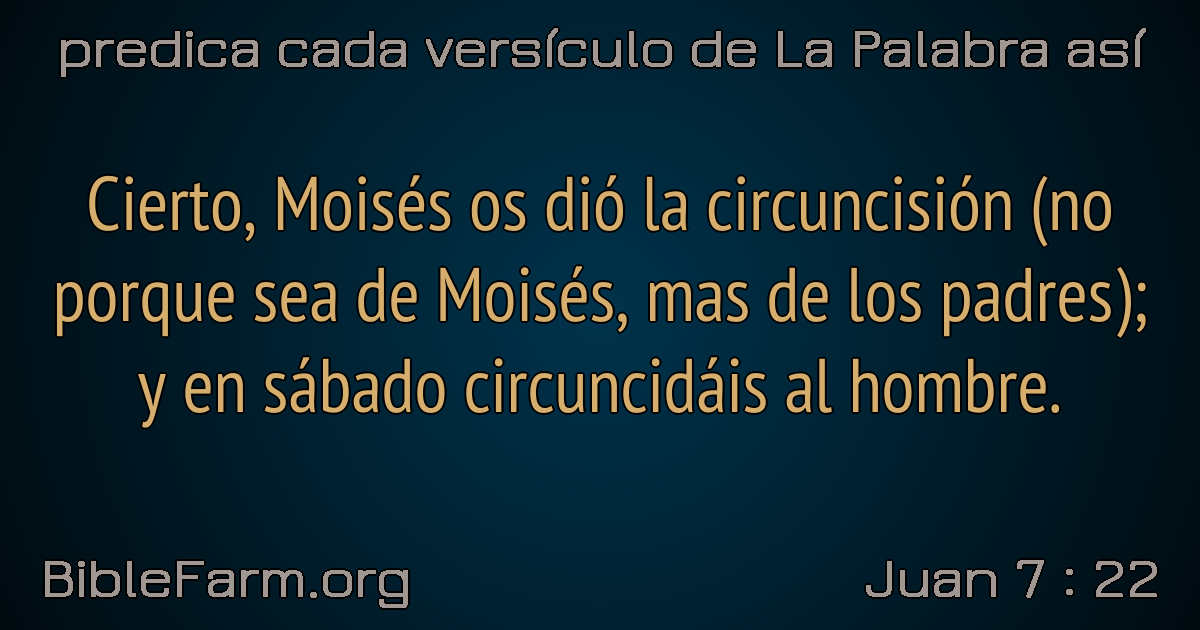 predica cada versículo de La Palabra así
Cierto, Moisés os dió la circuncisión (no
porque sea de Moisés, mas de los padres);
y en sábado circuncidáis al hombre.
BibleFarm.org
Juan 7 : 22